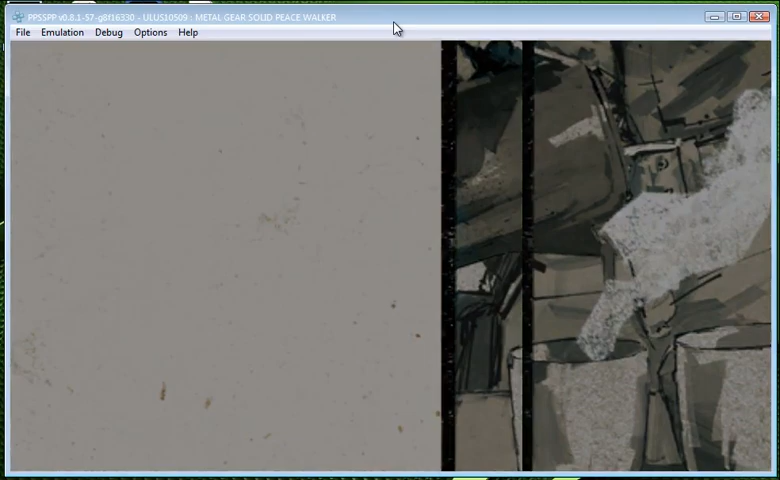 PPSSPP v0.8.1-57-g8f16330 - ULUS10509 : METAL GEAR SOLID PEACE WALKER
File Emulation Debug Options Help